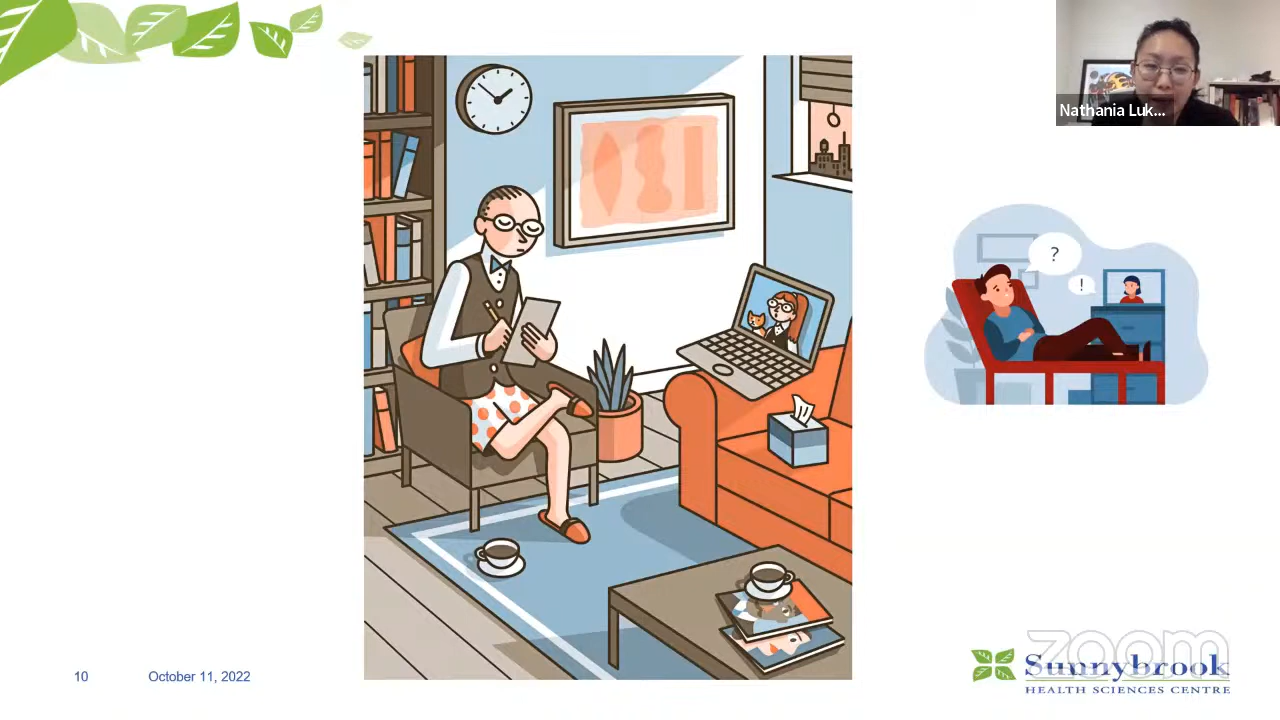 Nathania Luk...
?
!
10
October 11, 2022
zoom
Sunnybrook
HEALTH SCIENCES CENTRE